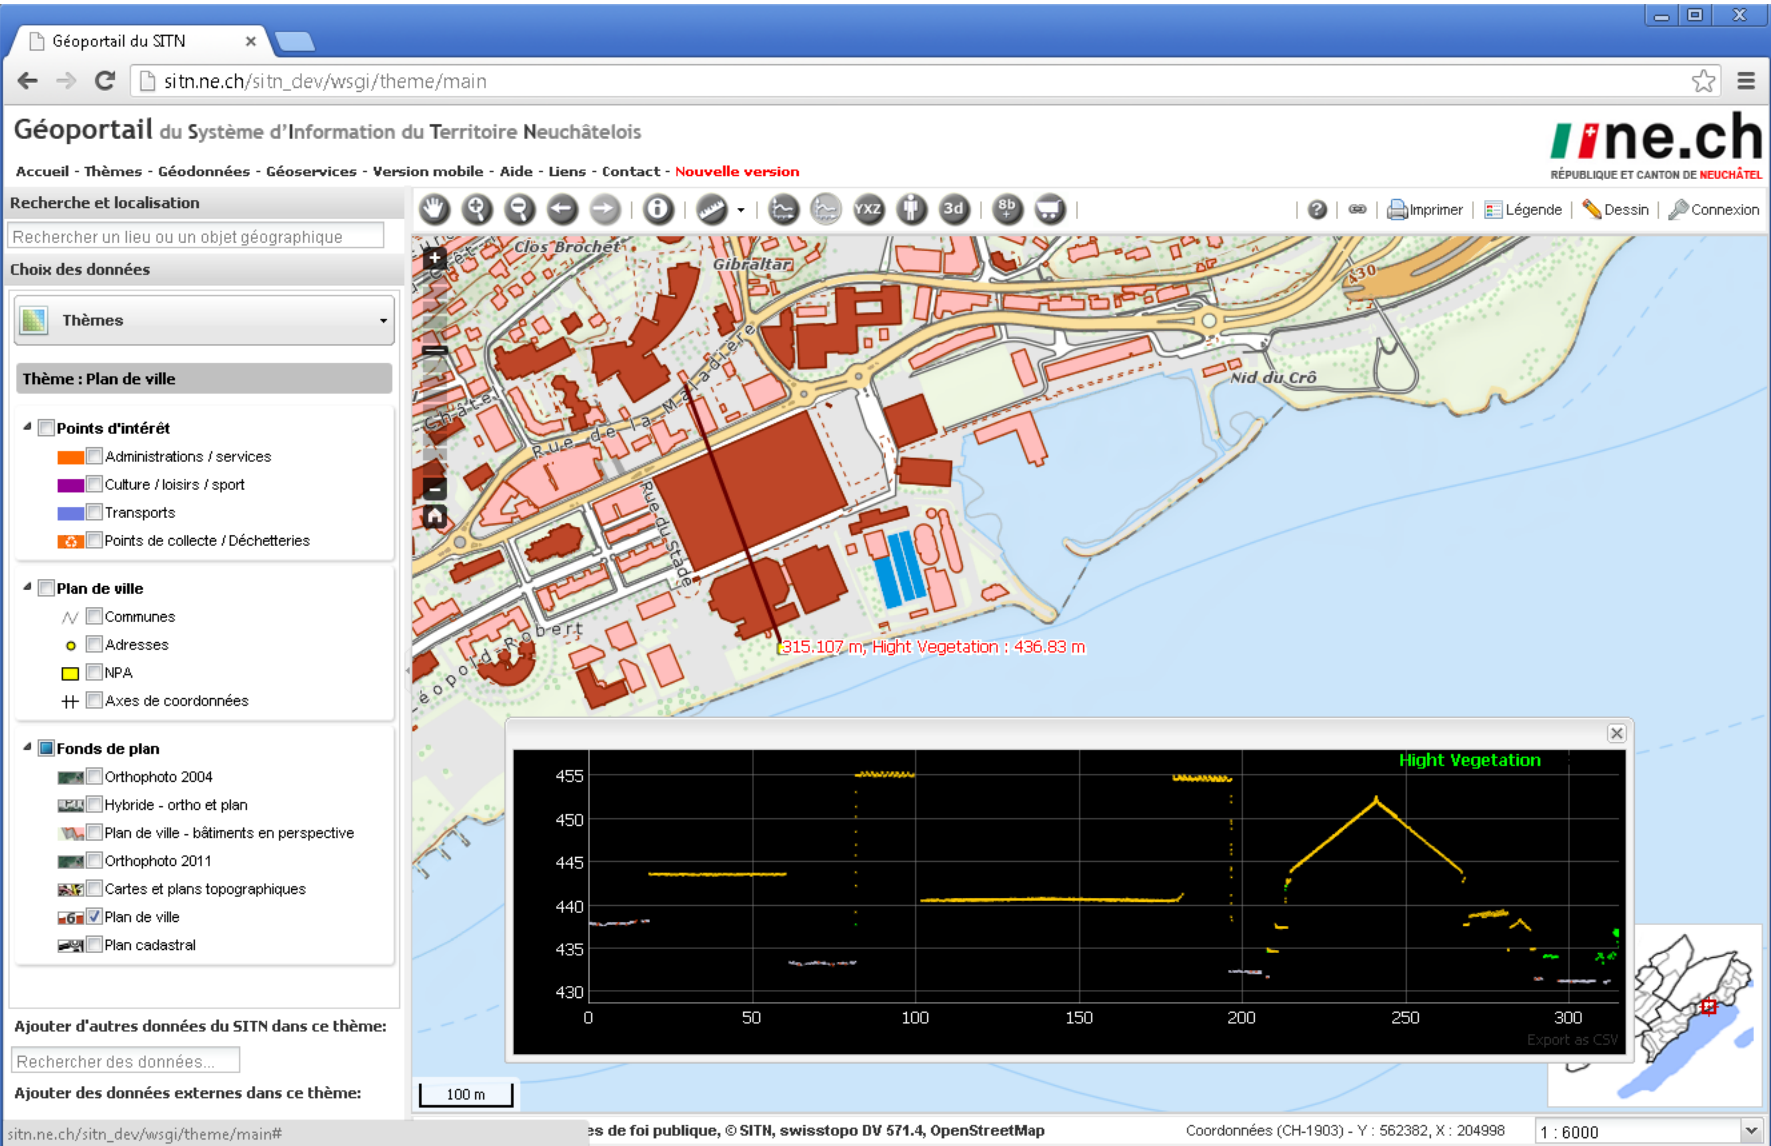 Géoportail du SITN
sitn.ne.ch/sitn_dev/wsgi/theme/main
Géoportail du Système d'Information du Territoire Neuchâtelois
ne.ch
RÉPUBLIQUE ET CANTON DE NEUCHÂTEL
Accueil - Thèmes - Géodonnées - Géoservices - Version mobile - Aide - Liens - Contact - Nouvelle version
Recherche et localisation
YXZ
3d
8b
Imprimer
Légende
Dessin
Connexion
Rechercher un lieu ou un objet géographique
Choix des données
Thèmes
Thème : Plan de ville
Points d'intérêt
Administrations / services
Culture / loisirs / sport
Transports
Points de collecte / Déchetteries
Plan de ville
Communes
Adresses
NPA
Axes de coordonnées
Fonds de plan
Orthophoto 2004
Hybride - ortho et plan
Plan de ville - bâtiments en perspective
Orthophoto 2011
Cartes et plans topographiques
Plan de ville
Plan cadastral
Ajouter d'autres données du SITN dans ce thème:
Rechercher des données...
Ajouter des données externes dans ce thème:
sitn.ne.ch/sitn_dev/wsgi/theme/main#
Clos Brochet
Gibraltar
430
Nid du Crô
Rue de la Maladière
Rue du Stade
éopold-Robert
315.107 m, Hight Vegetation : 436.83 m
Hight Vegetation
455
450
445
440
435
430
0
50
100
150
200
250
300
Export as CSV
100 m
es de foi publique, © SITN, swisstopo DV 571.4, OpenStreetMap
Coordonnées (CH-1903) - Y : 562382, X : 204998
1 : 6000